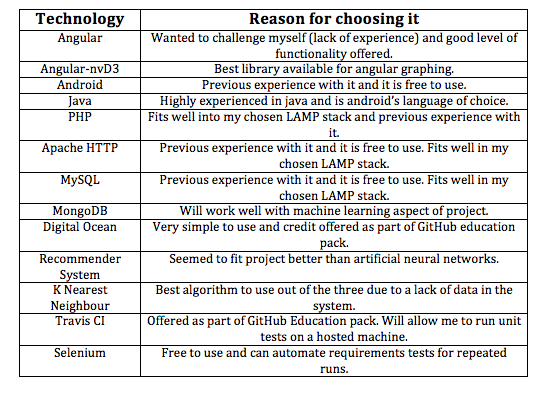 Technology Reason for choosing it
Angular Wanted to challenge myself (lack of experience) and good level of
functionality offered.
Angular-nvD3 Best library available for angular graphing.
Android Previous experience with it and it is free to use.
Java Highly experienced in java and is android's language of choice.
PHP Fits well into my chosen LAMP stack and previous experience with
it.
Apache HTTP Previous experience with it and it is free to use. Fits well in my
chosen LAMP stack.
MySQL Previous experience with it and it is free to use. Fits well in my
chosen LAMP stack.
MongoDB Will work well with machine learning aspect of project.
Digital Ocean Very simple to use and credit offered as part of GitHub education
pack.
Recommender Seemed to fit project better than artificial neural networks.
System
K Nearest Best algorithm to use out of the three due to a lack of data in the
Neighbour system.
Travis CI Offered as part of GitHub Education pack. Will allow me to run unit
tests on a hosted machine.
Selenium Free to use and can automate requirements tests for repeated
runs.